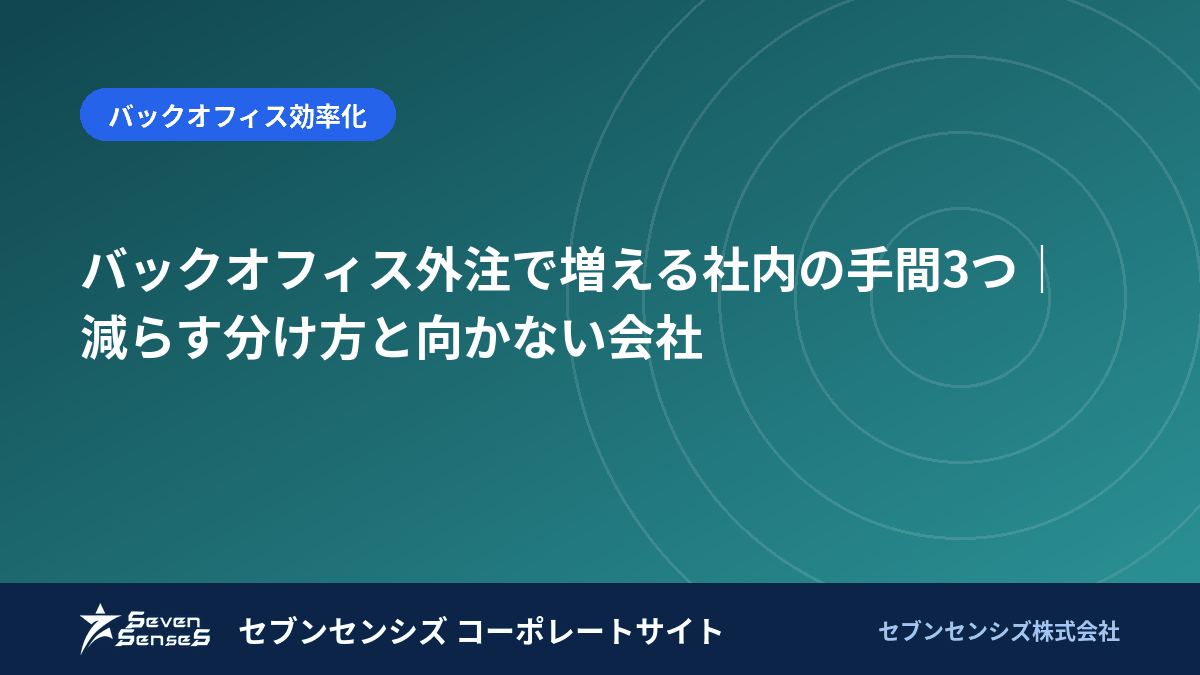 バックオフィス効率化
バックオフィス外注で増える社内の手間3つ｜
減らす分け方と向かない会社
Seven
Senses
セブンセンシズ コーポレートサイト
セブンセンシズ株式会社